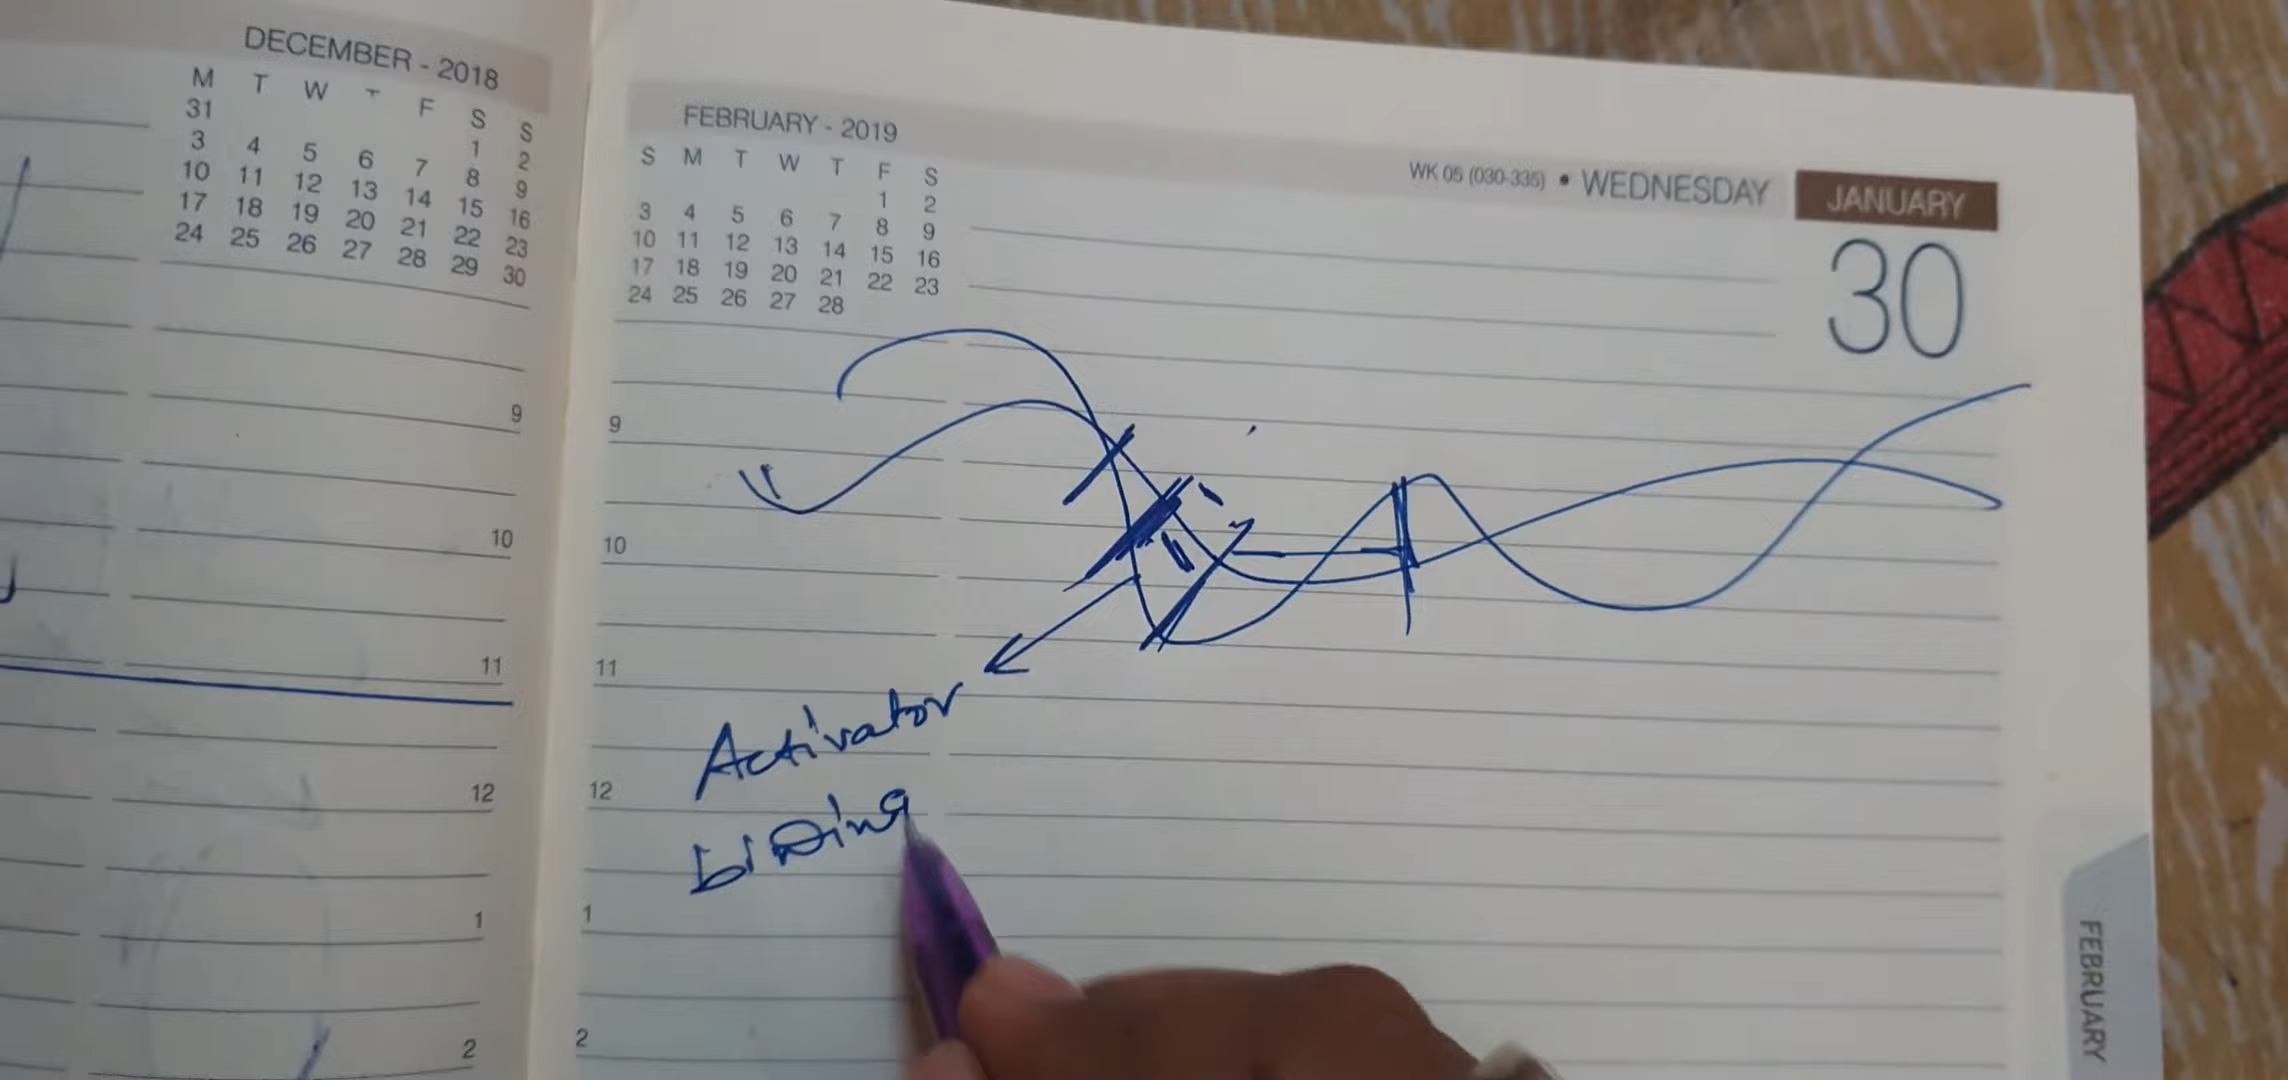 DECEMBER - 2018
M T W T F S S
31 1 2
3 4 5 6 7 8 9
10 11 12 13 14 15 16
17 18 19 20 21 22 23
24 25 26 27 28 29 30
9
10
11
12
1
2
FEBRUARY - 2019
S M T W T F S
1 2
3 4 5 6 7 8 9
10 11 12 13 14 15 16
17 18 19 20 21 22 23
24 25 26 27 28
WK 05 (030-335) • WEDNESDAY JANUARY
30
9
10
11
Activator
12
binding
1
2
FEBRUARY